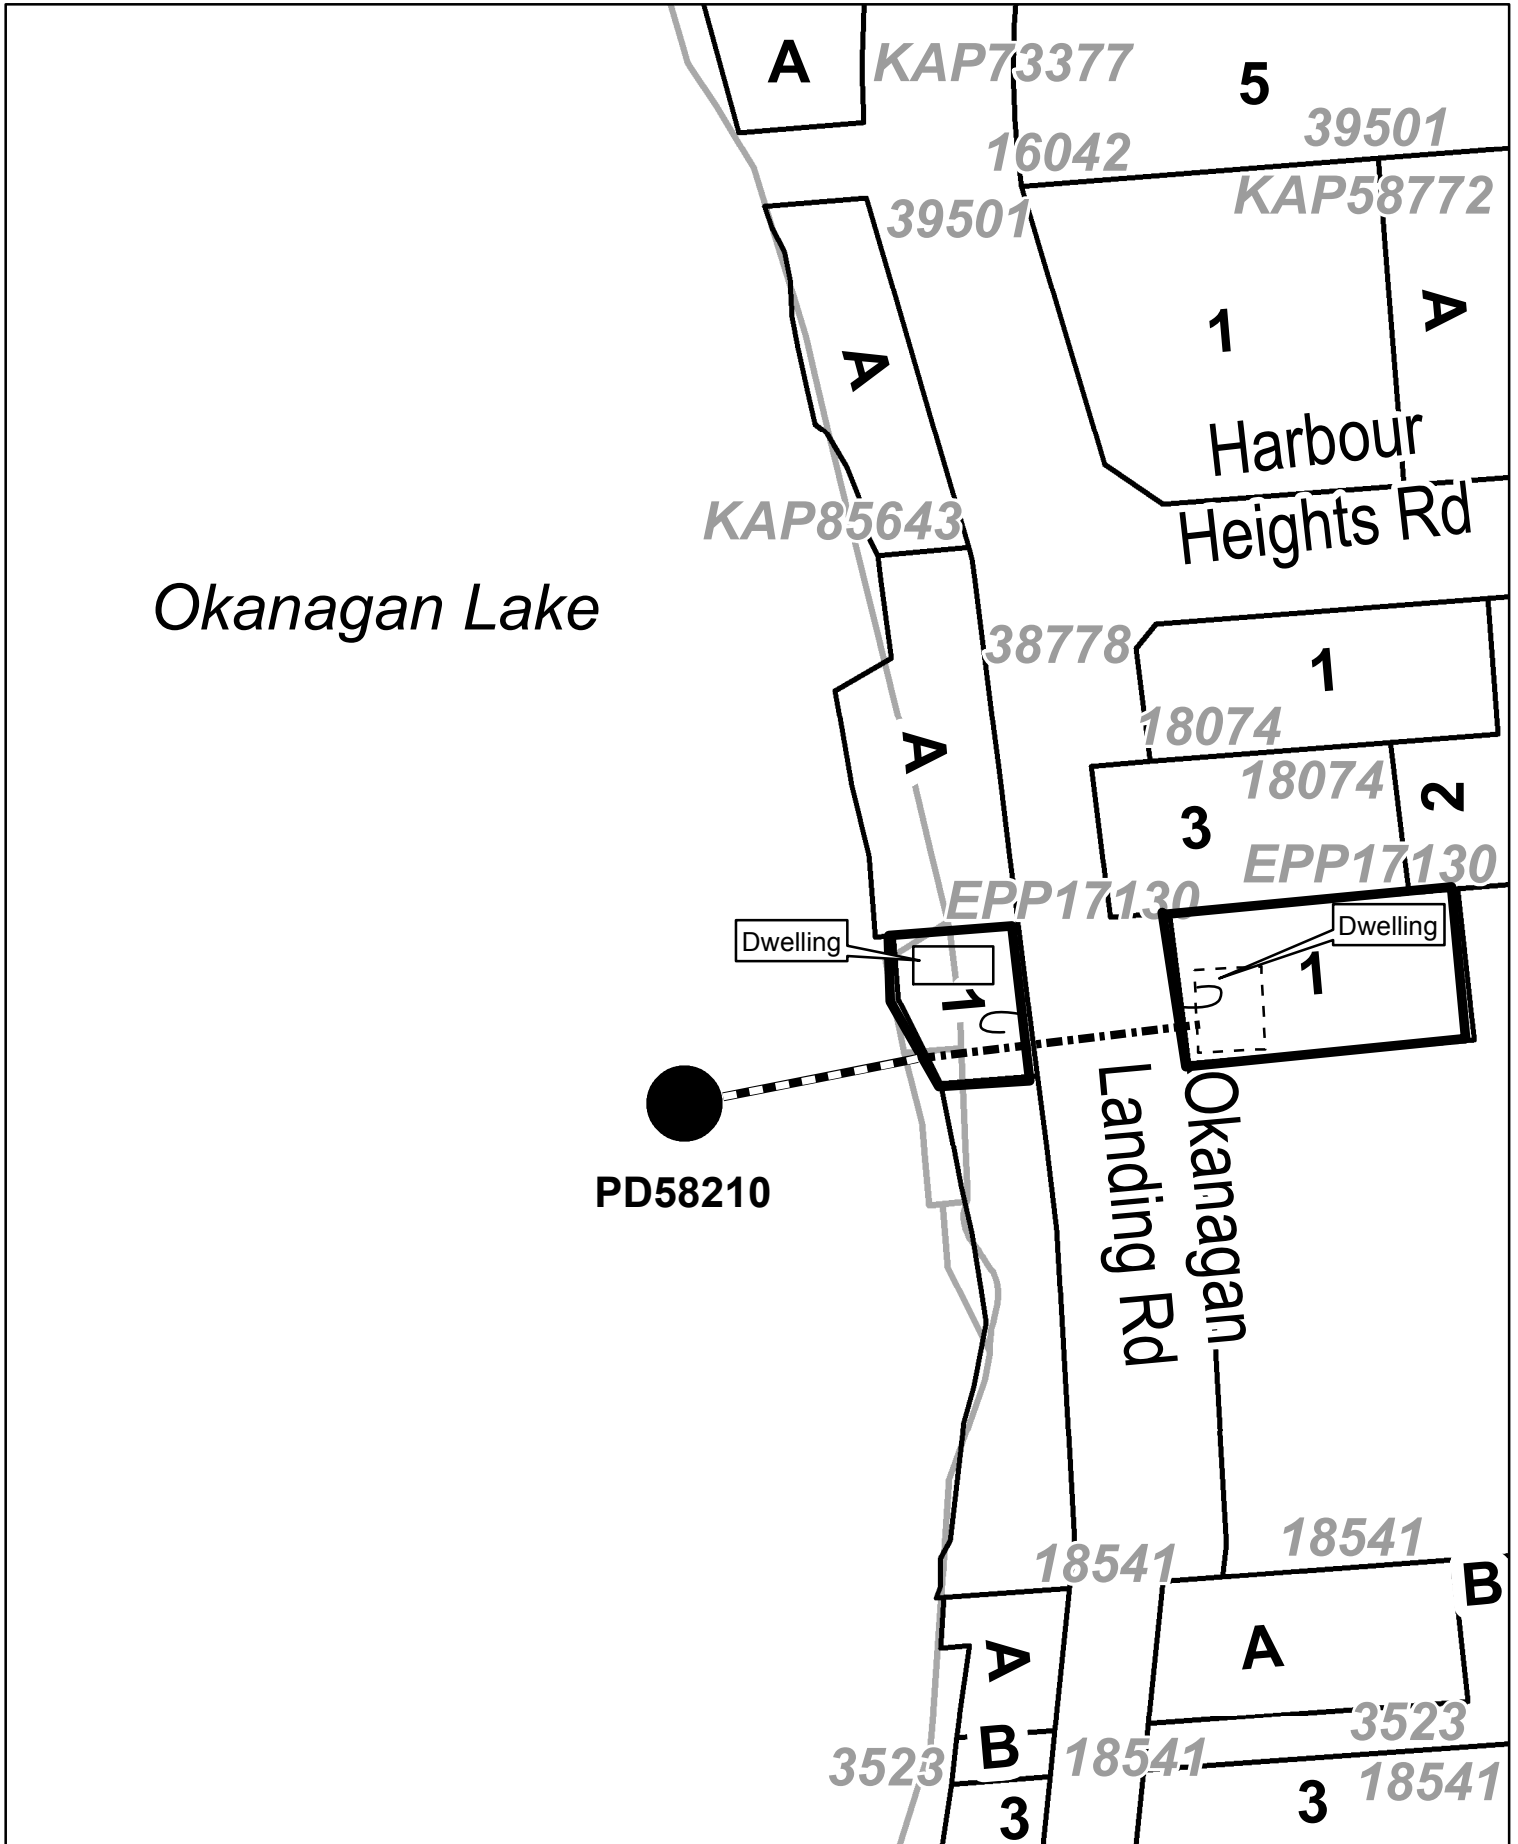 A
KAP73377
5
39501
16042
KAP58772
39501
A
1
A
Harbour
Heights Rd
KAP85643
Okanagan Lake
38778
1
18074
18074
A
3
2
EPP17130
EPP17130
Dwelling
Dwelling
1
1
PD58210
Okanagan
Landing Rd
18541
18541
B
A
A
3523
B
18541
3523
18541
3
3